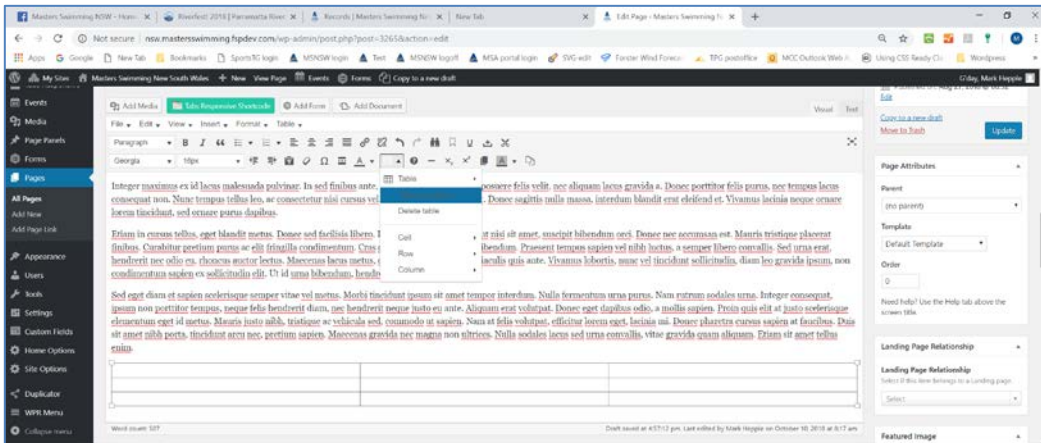 Masters Swimming NSW - Home
Riverfest 2018 | Parramatta River
Records | Masters Swimming N
New Tab
Edit Page - Masters Swimming N
Not secure | nsw.mastersswimming.fspdev.com/wp-admin/post.php?post=3265&action=edit
Apps Google New Tab Bookmarks SportsTG login MSNSW login Test MSNSW logoff MSA portal login SVG-edit Forster Wind Forecast TPG postoffice MCC Outlook Web Using CSS Ready Cla Wordpress
My Sites Masters Swimming New South Wales New View Page Events Forms Copy to a new draft G'day, Mark Hepple
Events
Media
Page Panels
Forms
Pages
All Pages
Add New
Add Page Link
Appearance
Users
Tools
Settings
Custom Fields
Home Options
Site Options
Duplicator
WPR Menu
Collapse menu
Add Media Tabs Responsive Shortcode Add Form Add Document
Visual Text
File Edit View Insert Format Table
Paragraph
Georgia 16px
Table
Delete table
Cell
Row
Column
Integer maximus ex id lacus malesuada pulvinar. In sed finibus ante, posuere felis velit, nec aliquam lacus gravida a. Donec porttitor felis purus, nec tempus lacus
consequat non. Nunc tempus tellus leo, ac consectetur nisi cursus vel Donec sagittis nulla massa, interdum blandit erat eleifend et. Vivamus lacinia neque ornare
lorem tincidunt, sed ornare purus dapibus.
Etiam in cursus tellus, eget blandit metus. Donec sed facilisis libero. nisi sit amet, suscipit bibendum orci. Donec nec accumsan est. Mauris tristique placerat
finibus. Curabitur pretium purus ac elit fringilla condimentum. Cras bibendum. Praesent tempus sapien vel nibh luctus, a semper libero convallis. Sed urna erat,
hendrerit nec odio eu, rhoncus auctor lectus. Maecenas lacus metus, iaculis quis ante. Vivamus lobortis, nunc vel tincidunt sollicitudin, diam leo gravida ipsum, non
condimentum sapien ex sollicitudin elit. Ut id urna bibendum, hendre
Sed eget diam et sapien scelerisque semper vitae vel metus. Morbi tincidunt ipsum sit amet tempor interdum. Nulla fermentum urna purus. Nam rutrum sodales urna. Integer consequat,
ipsum non porttitor tempus, neque felis hendrerit diam, nec hendrerit neque justo eu ante. Aliquam erat volutpat. Donec eget dapibus odio, a mollis sapien. Proin quis elit at justo scelerisque
elementum eget id metus. Mauris justo nibh, tristique ac vehicula sed, commodo ut sapien. Nam at felis volutpat, efficitur lorem eget, lacinia mi. Donec pharetra cursus sapien at faucibus. Duis
sit amet nibh porta, tincidunt arcu nec, pretium sapien. Maecenas gravida nec magna non ultrices. Nulla sodales lacus sed urna convallis, vitae gravida quam aliquam. Etiam sit amet tellus
enim.
Word count: 507
Draft saved at 4:57:12 pm. Last edited by Mark Hepple on October 10, 2018 at 8:17 am
Edit
Copy to a new draft
Move to Trash
Update
Page Attributes
Parent
(no parent)
Template
Default Template
Order
0
Need help? Use the Help tab above the
screen title.
Landing Page Relationship
Landing Page Relationship
Select if this item belongs to a Landing page.
Select
Featured Image